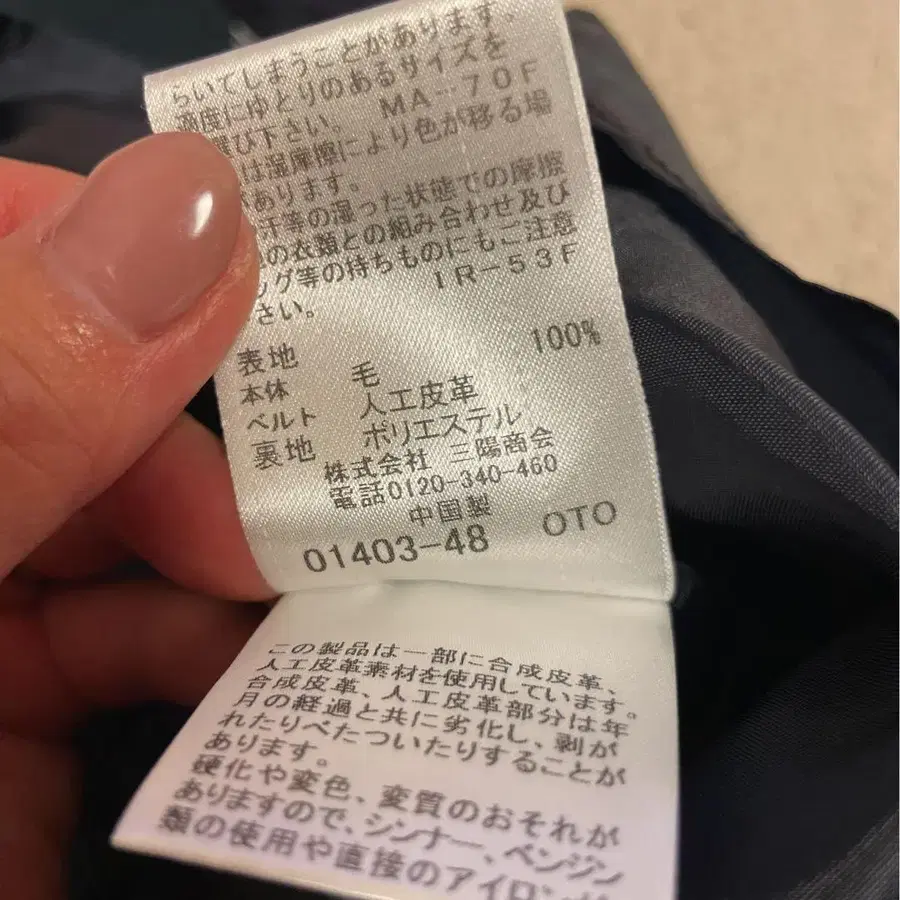 らいてしまうことがあります。
適度にゆとりのあるサイズを
選び下さい。 MA-70F
は湿摩擦により色が移る場
あります。
汗等の湿った状態での摩擦
の衣類との組み合わせ及び
ッグ等の持ちものにもご注意
さい。 IR-53F
表地 100%
本体 毛
ベルト 人工皮革
裏地 ポリエステル
株式会社 三陽商会
電話0120-340-460
中国製
01403-48 OTO
この製品は一部に合成皮革、
人工皮革素材を使用しています。
合成皮革、人工皮革部分は年
月の経過と共に劣化し、剥が
れたりべたついたりすることが
あります。
硬化や変色、変質のおそれが
ありますので、シンナー、ベンジン
類の使用や直接のアイロン